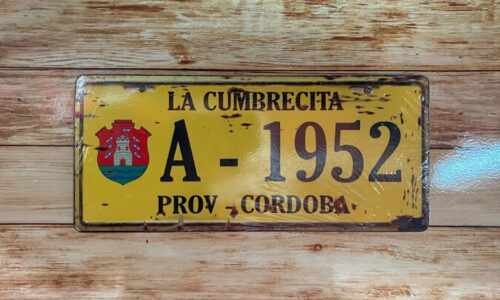 LA CUMBRECITA
A - 1952
PROV - CORDOBA